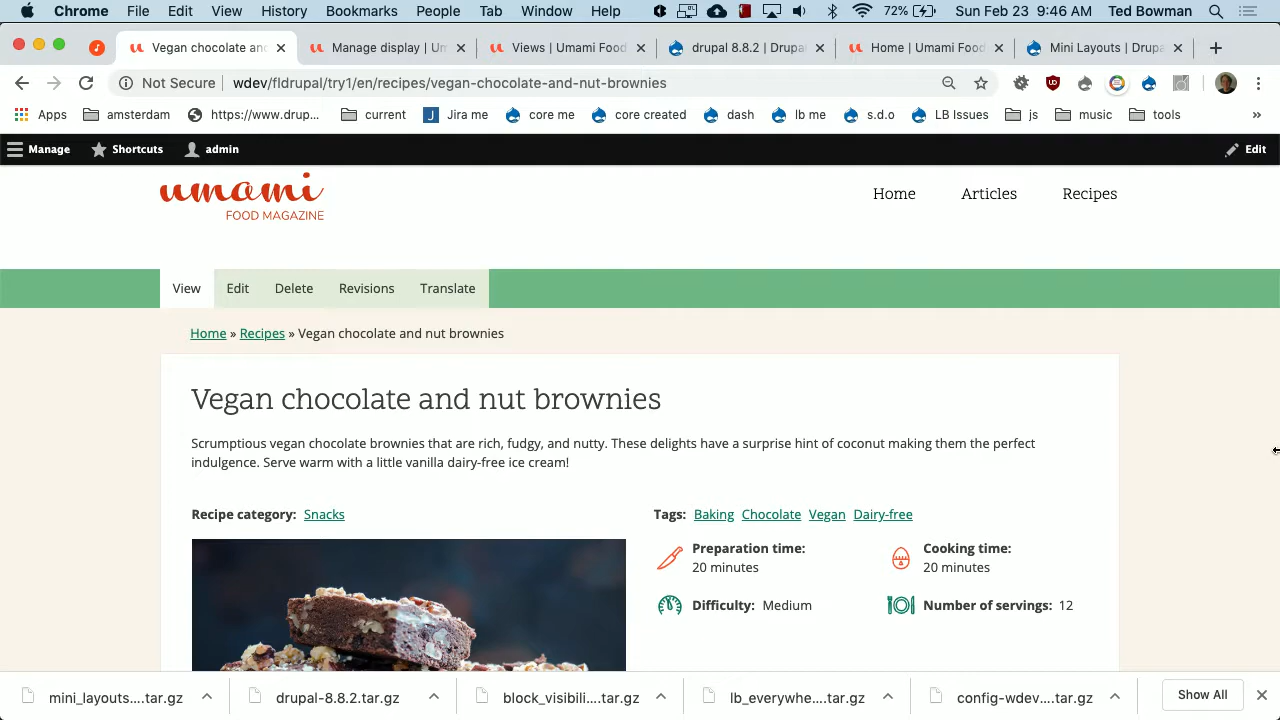 Chrome File Edit View History Bookmarks People Tab Window Help 72% Sun Feb 23 9:46 AM Ted Bowman
Vegan chocolate and Manage display | Um Views | Umami Food drupal 8.8.2 | Drupal Home | Umami Food Mini Layouts | Drupa
Not Secure wdev/fldrupal/try1/en/recipes/vegan-chocolate-and-nut-brownies
Apps amsterdam https://www.drup... current Jira me core me core created dash lb me s.d.o LB Issues js music tools »
Manage Shortcuts admin Edit
umami
FOOD MAGAZINE
Home Articles Recipes
View Edit Delete Revisions Translate
Home » Recipes » Vegan chocolate and nut brownies
Vegan chocolate and nut brownies
Scrumptious vegan chocolate brownies that are rich, fudgy, and nutty. These delights have a surprise hint of coconut making them the perfect
indulgence. Serve warm with a little vanilla dairy-free ice cream!
Recipe category: Snacks
Tags: Baking Chocolate Vegan Dairy-free
Preparation time: Cooking time:
20 minutes 20 minutes
Difficulty: Medium Number of servings: 12
mini_layouts....tar.gz drupal-8.8.2.tar.gz block_visibili....tar.gz lb_everywhe....tar.gz config-wdev....tar.gz Show All